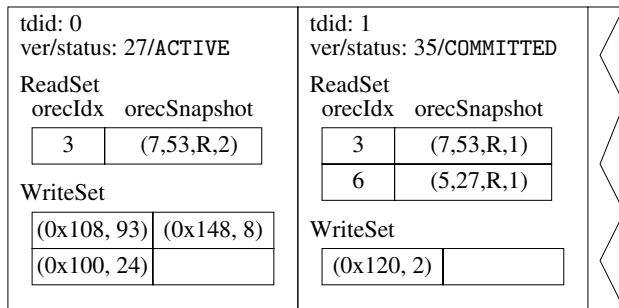 tdid: 0
ver/status: 27/ACTIVE
ReadSet
orecIdx orecSnapshot
3 (7,53,R,2)
WriteSet
(0x108, 93) (0x148, 8)
(0x100, 24)
tdid: 1
ver/status: 35/COMMITTED
ReadSet
orecIdx orecSnapshot
3 (7,53,R,1)
6 (5,27,R,1)
WriteSet
(0x120, 2)